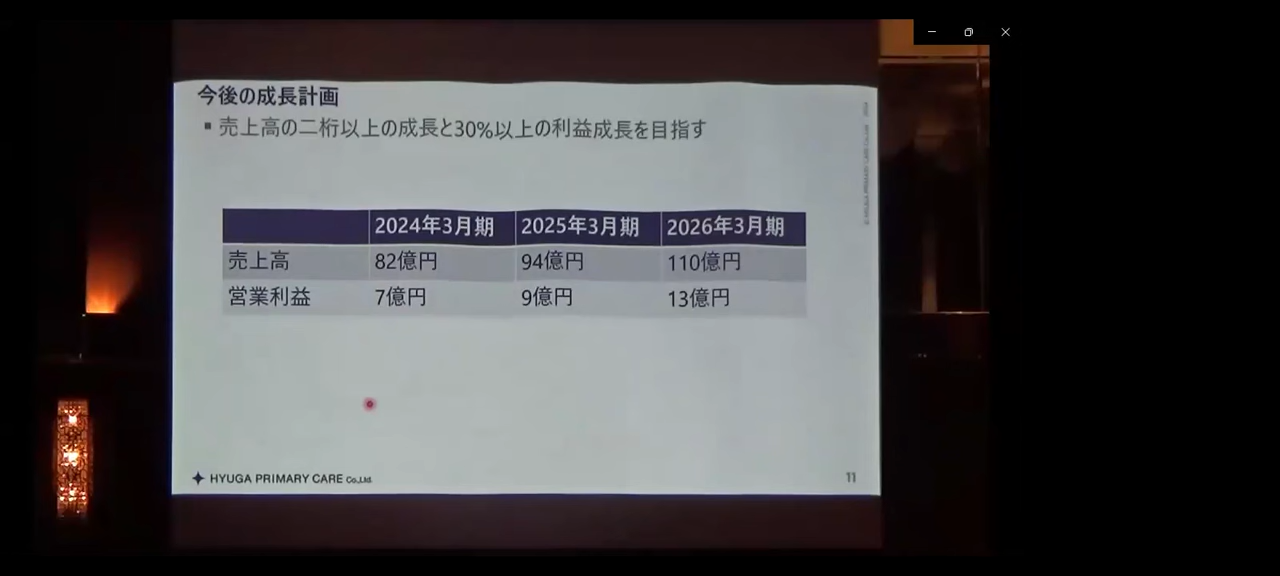 今後の成長計画
▪ 売上高の二桁以上の成長と30%以上の利益成長を目指す
2024年3月期 2025年3月期 2026年3月期
売上高 82億円 94億円 110億円
営業利益 7億円 9億円 13億円
HYUGA PRIMARY CARE Co.,Ltd. 11